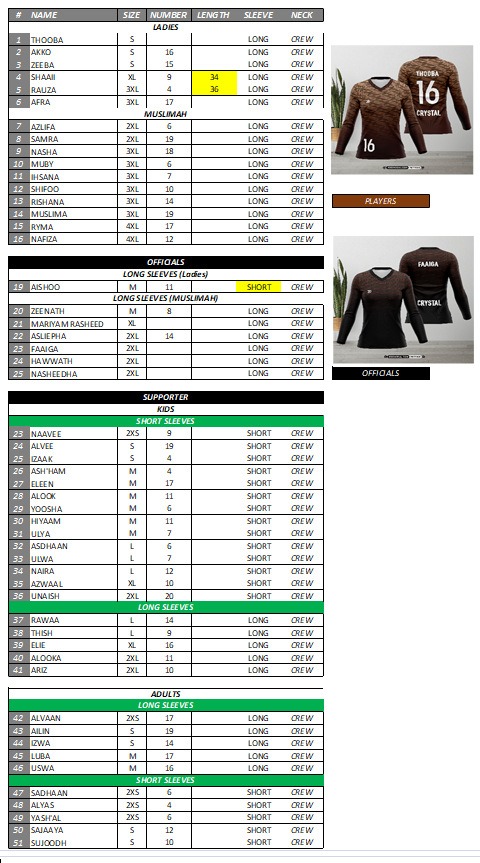 # NAME SIZE NUMBER LENGTH SLEEVE NECK
LADIES
1 THOOBA S LONG CREW
2 AKKO S 16 LONG CREW
3 ZEEBA S 15 LONG CREW
4 SHAAII XL 9 34 LONG CREW
5 RAUZA 3XL 4 36 LONG CREW
6 AFRA 3XL 17 LONG CREW
MUSLIMAH
7 AZLIFA 2XL 6 LONG CREW
8 SAMRA 2XL 19 LONG CREW
9 NASHA 3XL 18 LONG CREW
10 MUBY 3XL 6 LONG CREW
11 IHSANA 3XL 7 LONG CREW
12 SHIFOO 3XL 10 LONG CREW
13 RISHANA 3XL 14 LONG CREW
14 MUSLIMA 3XL 19 LONG CREW
15 RYMA 4XL 17 LONG CREW
16 NAFIZA 4XL 12 LONG CREW
THOOBA
16
CRYSTAL
16
PLAYERS
OFFICIALS
LONG SLEEVES (Ladies)
19 AISHOO M 11 SHORT CREW
LONG SLEEVES (MUSLIMAH)
20 ZEENATH M 8 LONG CREW
21 MARIYAM RASHEED XL LONG CREW
22 ASLIEPHA 2XL 14 LONG CREW
23 FAAIGA 2XL LONG CREW
24 HAWWATH 2XL LONG CREW
25 NASHEEDHA 2XL LONG CREW
FAAIGA
CRYSTAL
OFFICIALS
SUPPORTER
KIDS
SHORT SLEEVES
23 NAAVEE 2XS 9 SHORT CREW
24 ALVEE S 19 SHORT CREW
25 IZAAK S 4 SHORT CREW
26 ASH'HAM M 4 SHORT CREW
27 ELEEN M 17 SHORT CREW
28 ALOOK M 11 SHORT CREW
29 YOOSHA M 6 SHORT CREW
30 HIYAAM M 11 SHORT CREW
31 ULYA M 7 SHORT CREW
32 ASDHAAN L 6 SHORT CREW
33 ULWA L 7 SHORT CREW
34 NAIRA L 12 SHORT CREW
35 AZWAAL XL 10 SHORT CREW
36 UNAISH 2XL 20 SHORT CREW
LONG SLEEVES
37 RAWAA L 14 LONG CREW
38 THISH L 9 LONG CREW
39 ELIE XL 16 LONG CREW
40 ALOOKA 2XL 11 LONG CREW
41 ARIZ 2XL 10 LONG CREW
ADULTS
LONG SLEEVES
42 ALVAAN 2XS 17 LONG CREW
43 AILIN S 19 LONG CREW
44 IZWA S 14 LONG CREW
45 LUBA M 17 LONG CREW
46 USWA M 16 LONG CREW
SHORT SLEEVES
47 SADHAAN 2XS 6 SHORT CREW
48 ALYAS 2XS 4 SHORT CREW
49 YASH'AL 2XS 6 SHORT CREW
50 SAJAAYA S 12 SHORT CREW
51 SUJOODH S 10 SHORT CREW